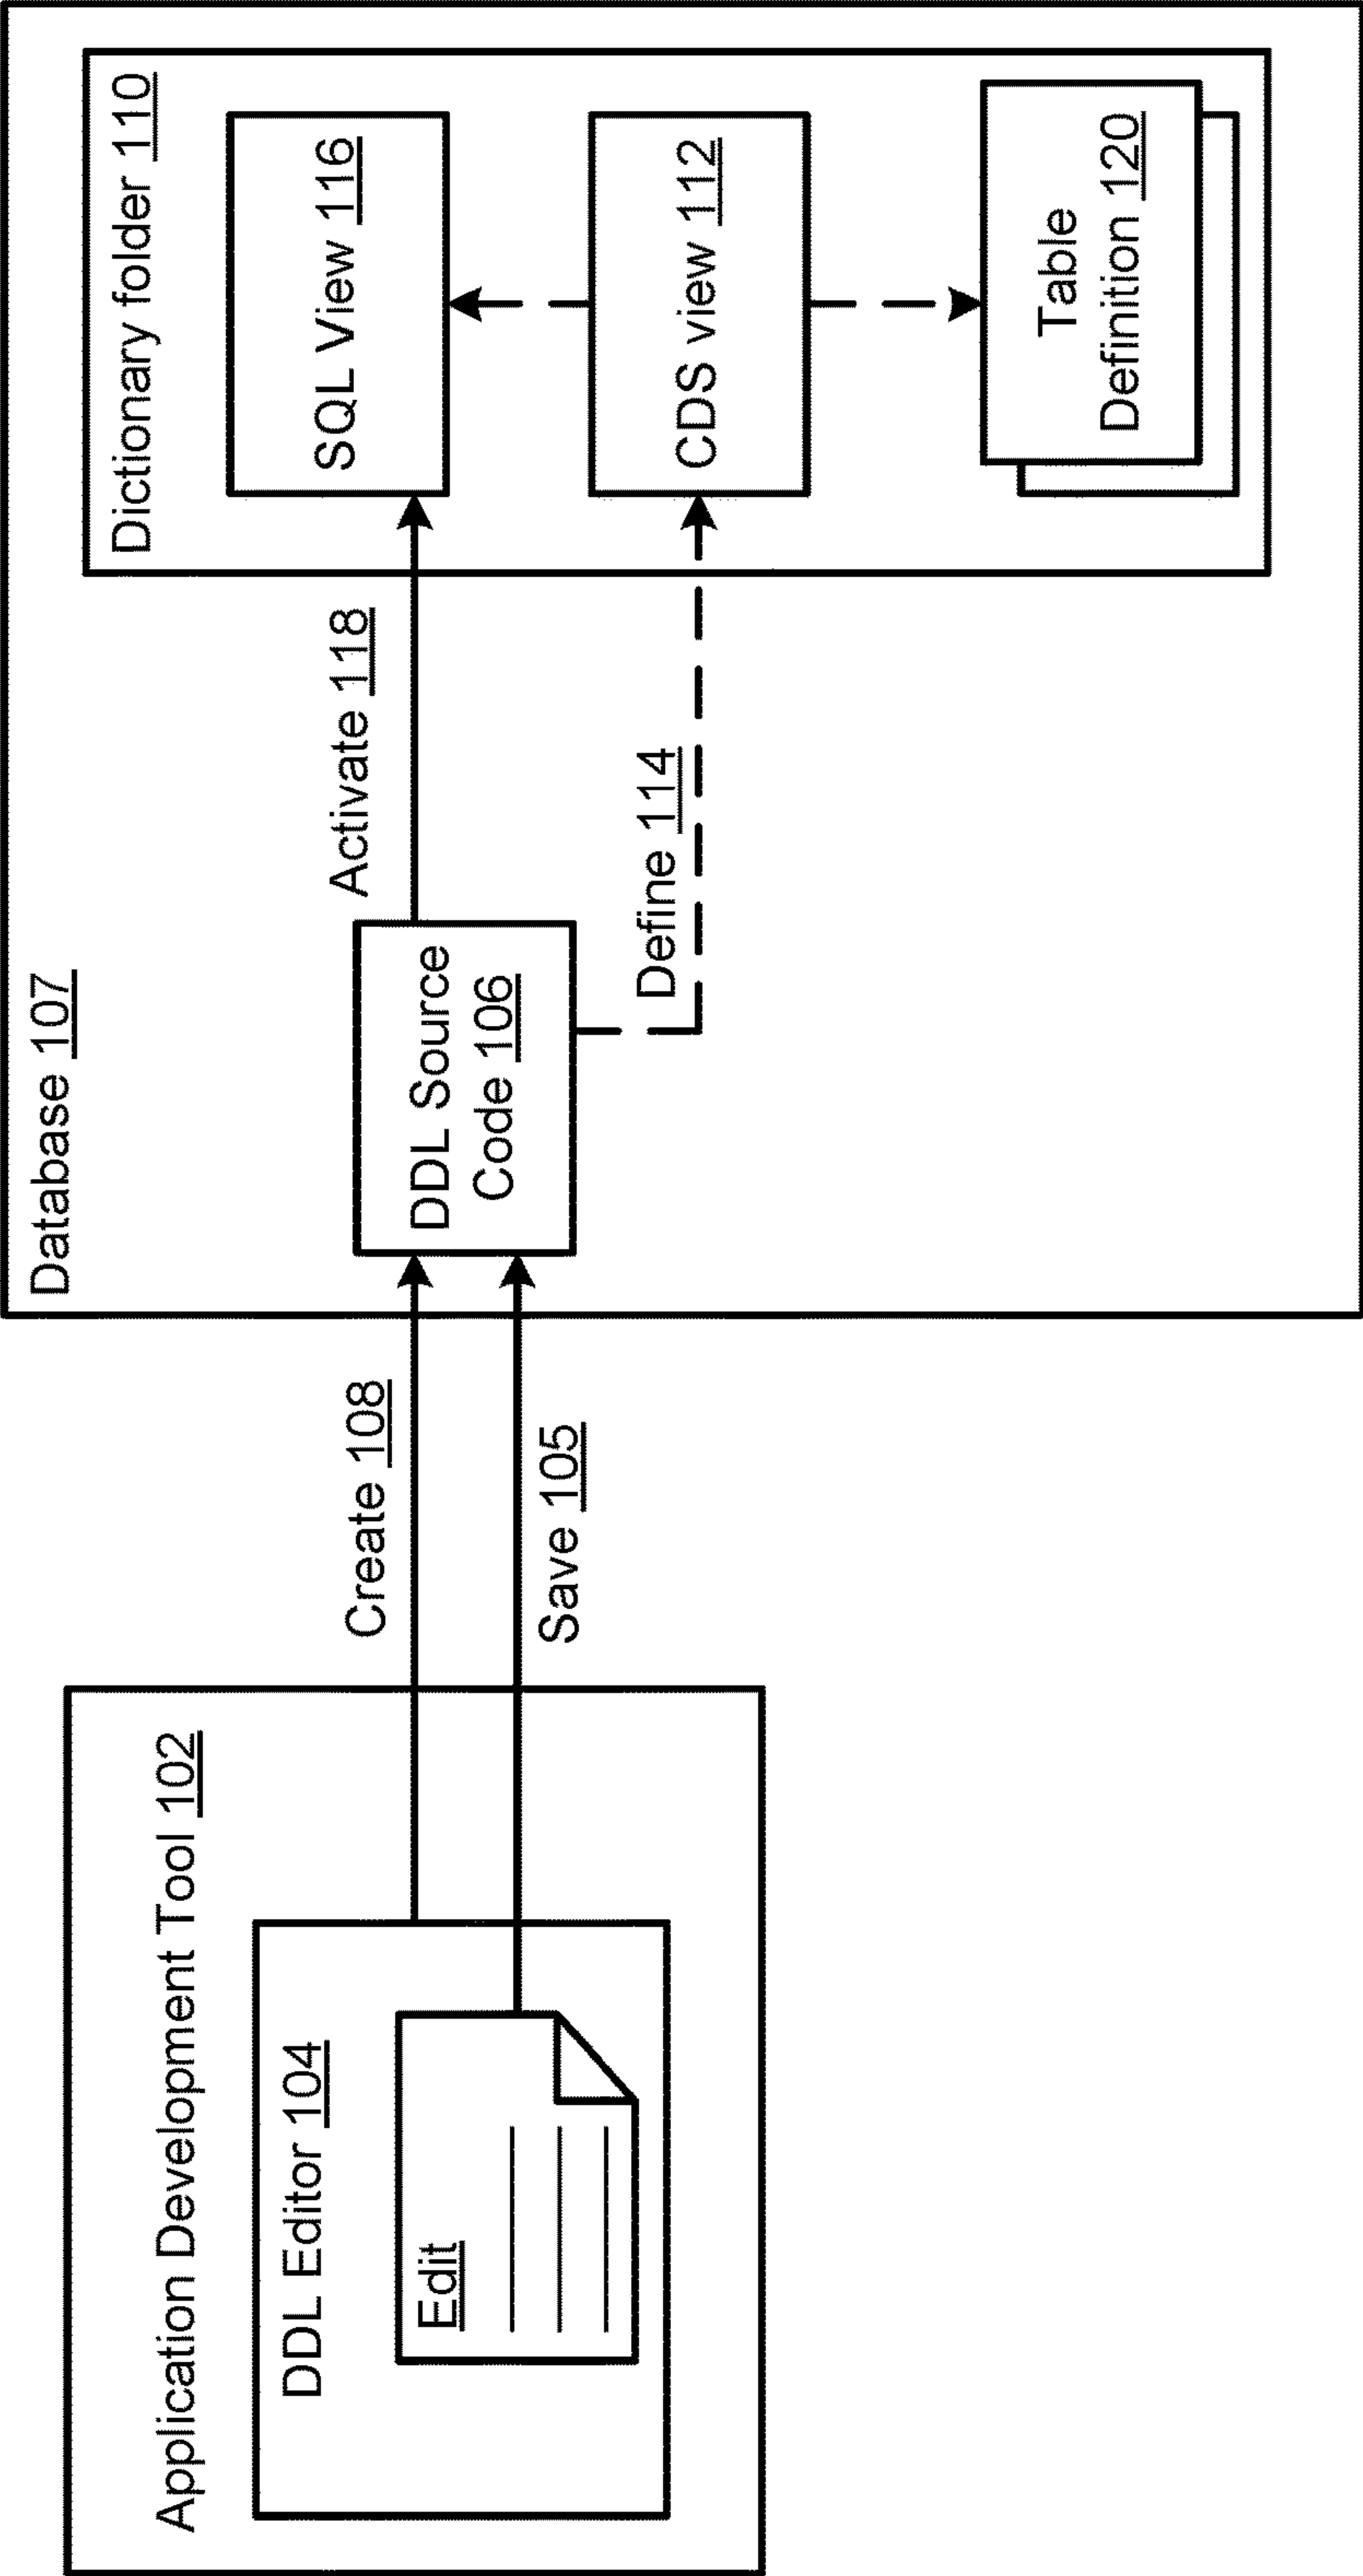 Application Development Tool 102
DDL Editor 104
Edit
Create 108
Save 105
Database 107
DDL Source
Code 106
Activate 118
Define 114
Dictionary folder 110
SQL View 116
CDS view 112
Table
Definition 120